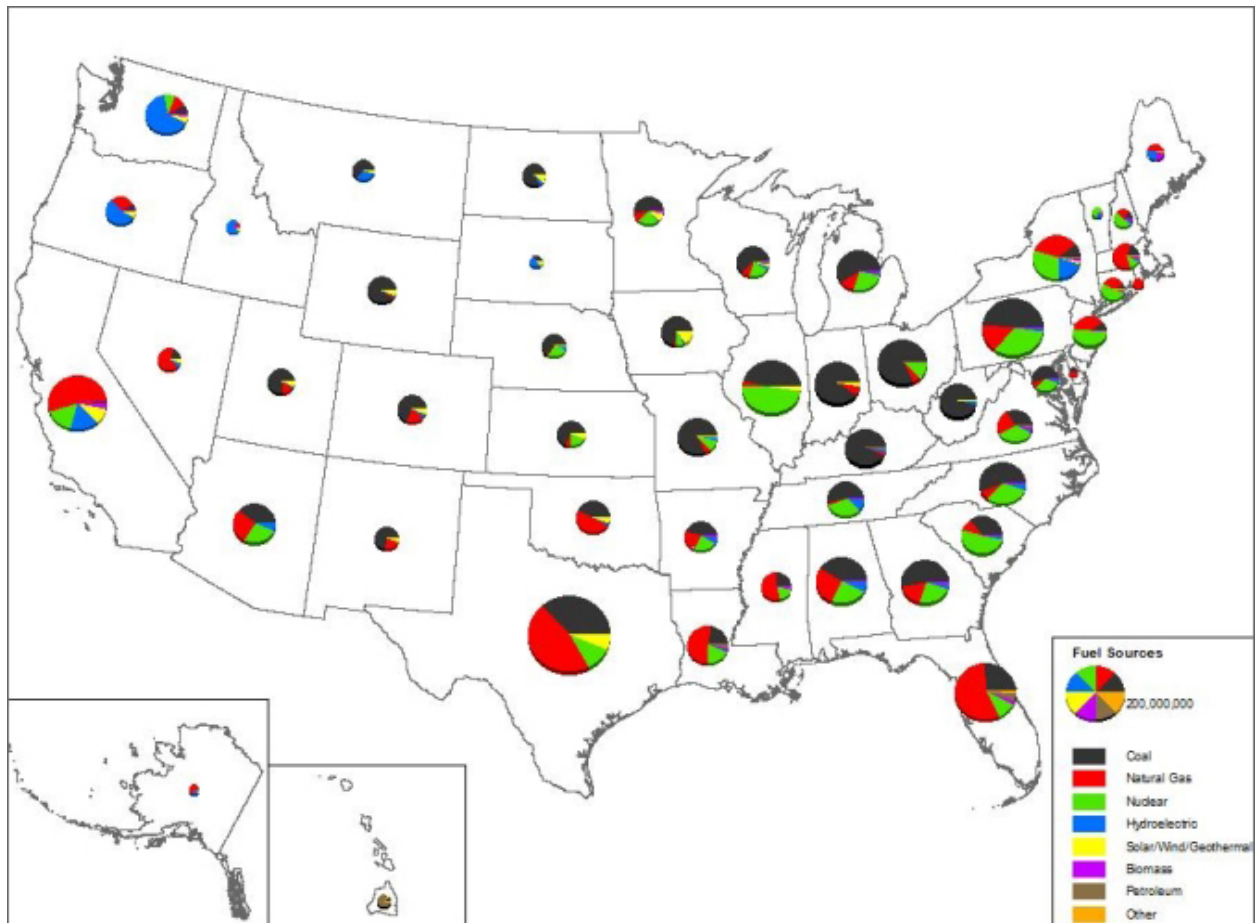 Fuel Sources
200,000,000
Coal
Natural Gas
Nuclear
Hydroelectric
Solar/Wind/Geothermal
Biomass
Petroleum
Other